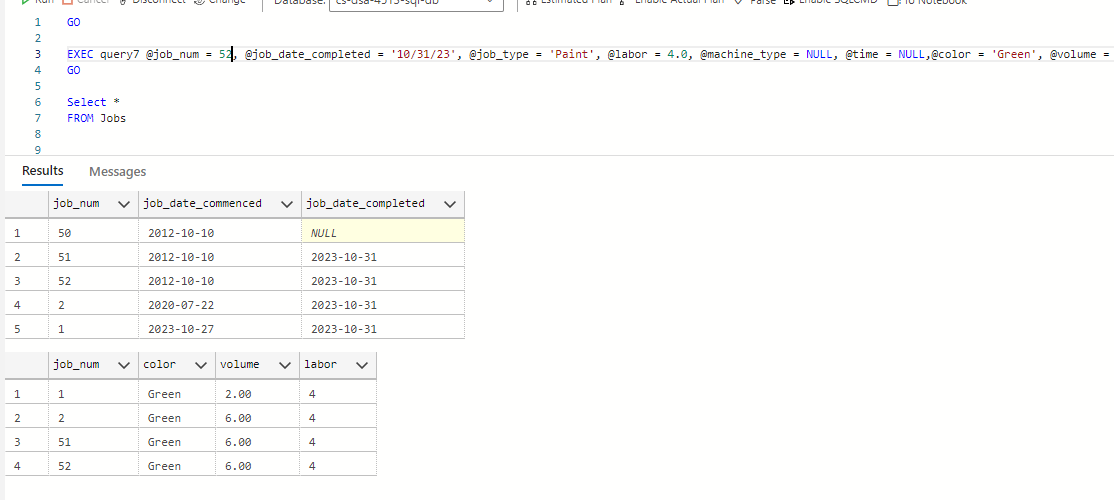 Run Cancel Disconnect Change Database: cs-dsa-4513-sql-db Estimated Plan Enable Actual Plan Parse Enable SQLCMD To Notebook
1 GO
2
3 EXEC query7 @job_num = 52, @job_date_completed = '10/31/23', @job_type = 'Paint', @labor = 4.0, @machine_type = NULL, @time = NULL,@color = 'Green', @volume =
4 GO
5
6 Select *
7 FROM Jobs
8
9
Results Messages
job_num job_date_commenced job_date_completed
1 50 2012-10-10 NULL
2 51 2012-10-10 2023-10-31
3 52 2012-10-10 2023-10-31
4 2 2020-07-22 2023-10-31
5 1 2023-10-27 2023-10-31
job_num color volume labor
1 1 Green 2.00 4
2 2 Green 6.00 4
3 51 Green 6.00 4
4 52 Green 6.00 4